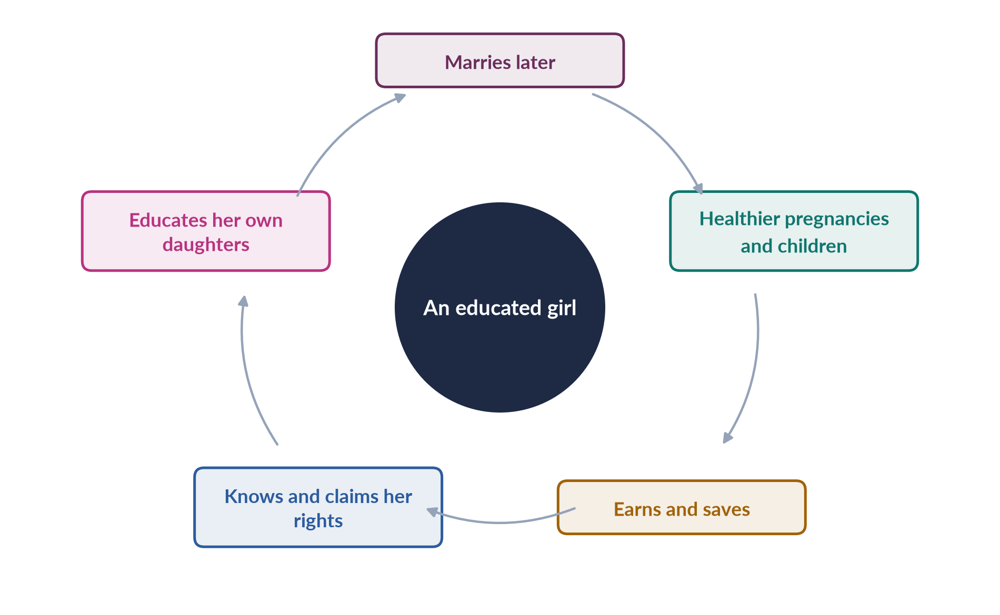 Marries later
Healthier pregnancies
and children
Earns and saves
Knows and claims her
rights
Educates her own
daughters
An educated girl